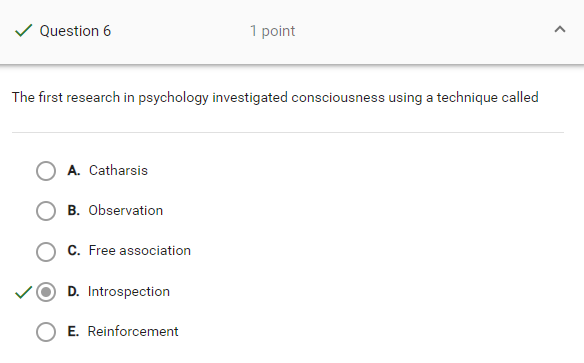 Question 6 1 point
The first research in psychology investigated consciousness using a technique called
A. Catharsis
B. Observation
C. Free association
D. Introspection
E. Reinforcement